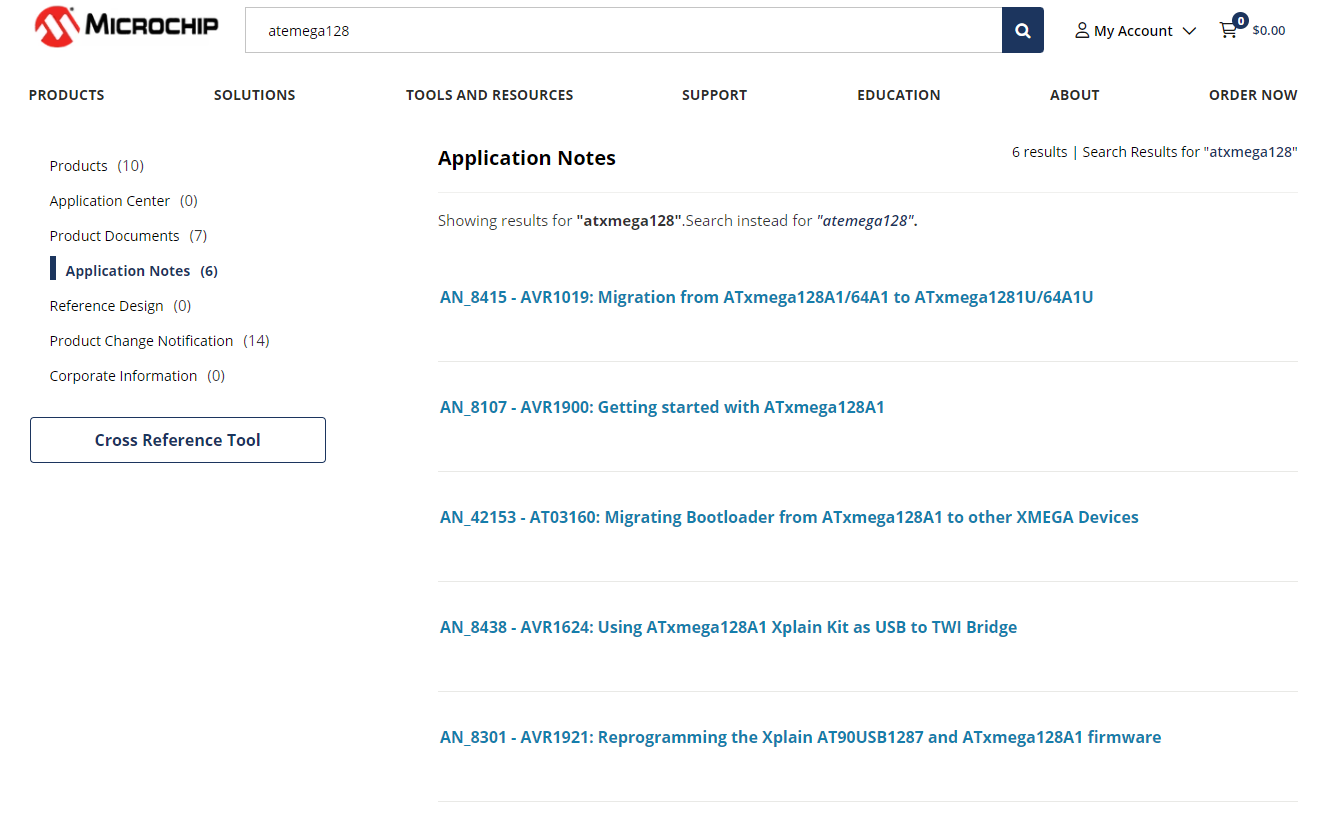 MICROCHIP
atemega128
My Account
0
$0.00
PRODUCTS SOLUTIONS TOOLS AND RESOURCES SUPPORT EDUCATION ABOUT ORDER NOW
Products (10)
Application Center (0)
Product Documents (7)
Application Notes (6)
Reference Design (0)
Product Change Notification (14)
Corporate Information (0)
Cross Reference Tool
Application Notes
6 results | Search Results for "atxmega128"
Showing results for "atxmega128".Search instead for "atemega128".
AN_8415 - AVR1019: Migration from ATxmega128A1/64A1 to ATxmega1281U/64A1U
AN_8107 - AVR1900: Getting started with ATxmega128A1
AN_42153 - AT03160: Migrating Bootloader from ATxmega128A1 to other XMEGA Devices
AN_8438 - AVR1624: Using ATxmega128A1 Xplain Kit as USB to TWI Bridge
AN_8301 - AVR1921: Reprogramming the Xplain AT90USB1287 and ATxmega128A1 firmware